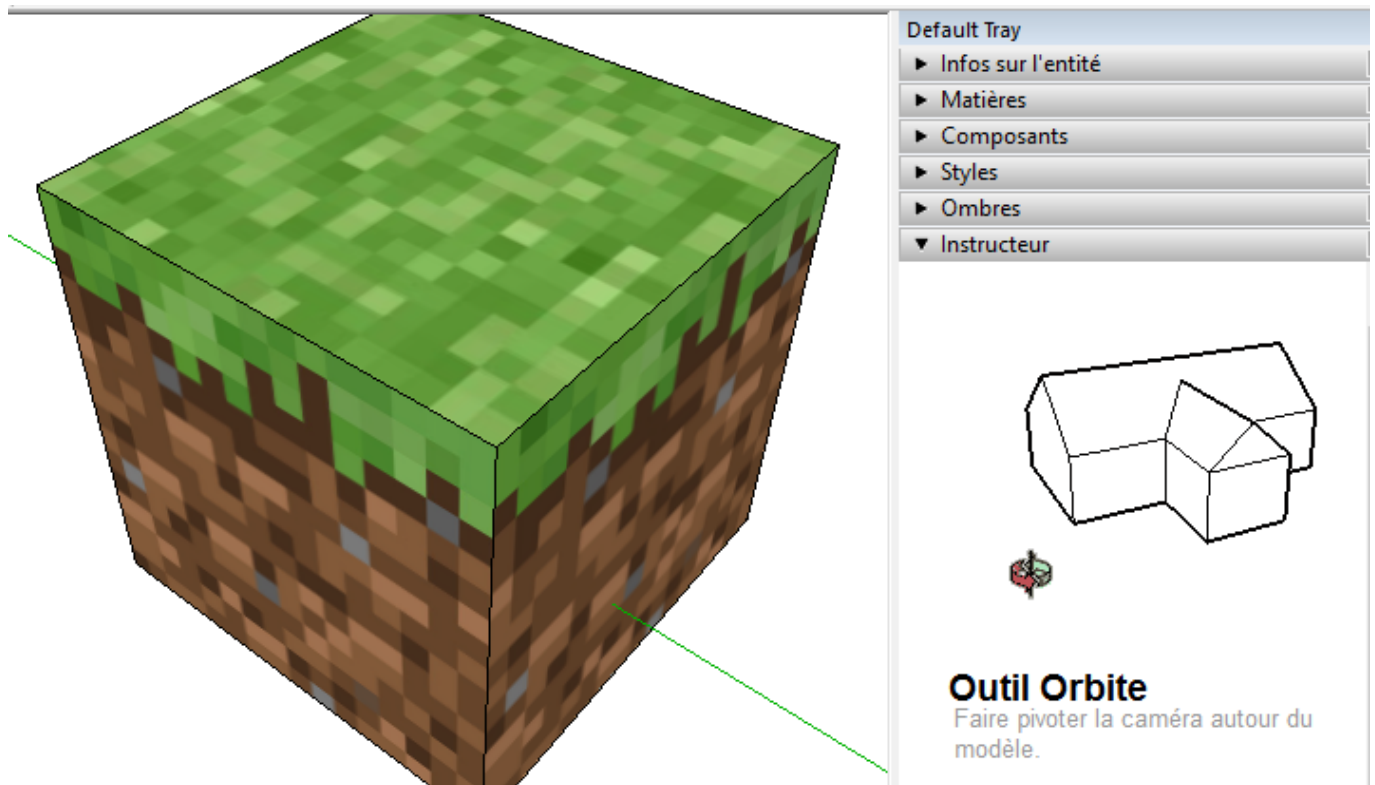 Default Tray
Infos sur l'entité
Matières
Composants
Styles
Ombres
Instructeur
Outil Orbite
Faire pivoter la caméra autour du
modèle.